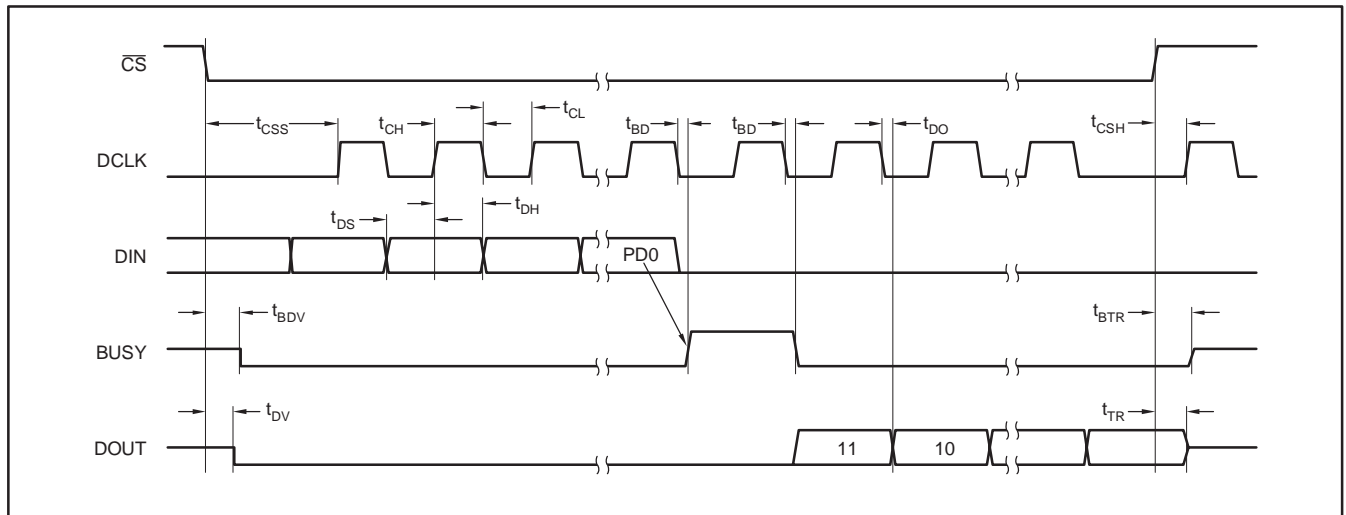 CS
tCSS
tCH
tCL
tBD
tBD
tDO
tCSH
DCLK
tDS
tDH
DIN
PD0
tBDV
tBTR
BUSY
tDV
tTR
DOUT
11
10